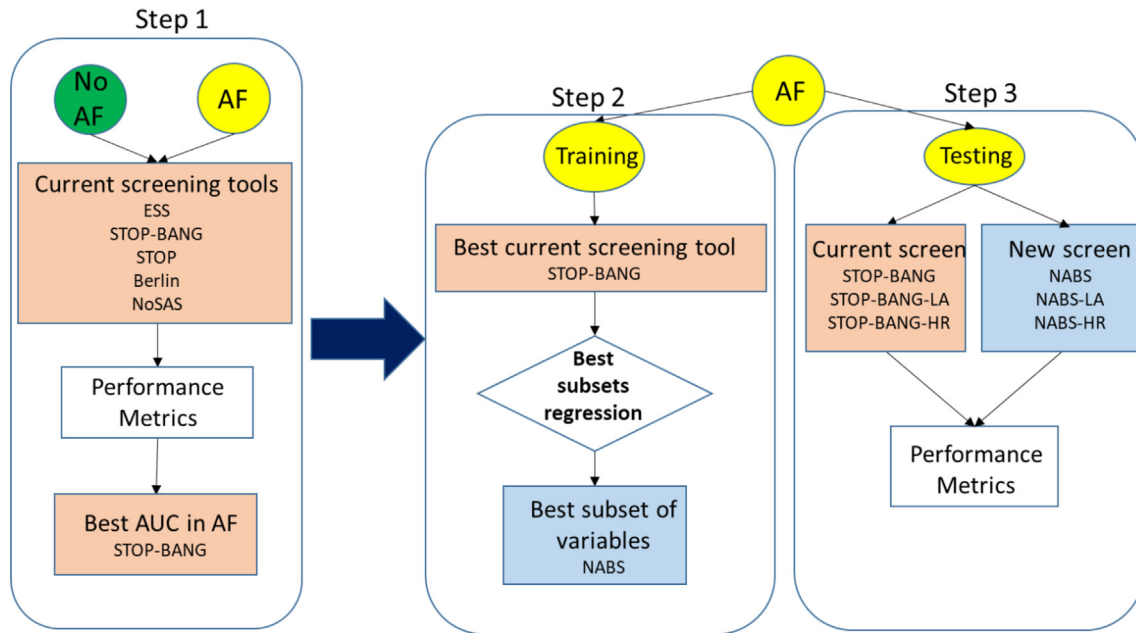 Step 1
No
AF
AF
Current screening tools
ESS
STOP-BANG
STOP
Berlin
NoSAS
Performance
Metrics
Best AUC in AF
STOP-BANG
Step 2
AF
Step 3
Training
Best current screening tool
STOP-BANG
Best
subsets
regression
Best subset of
variables
NABS
Testing
Current screen
STOP-BANG
STOP-BANG-LA
STOP-BANG-HR
New screen
NABS
NABS-LA
NABS-HR
Performance
Metrics